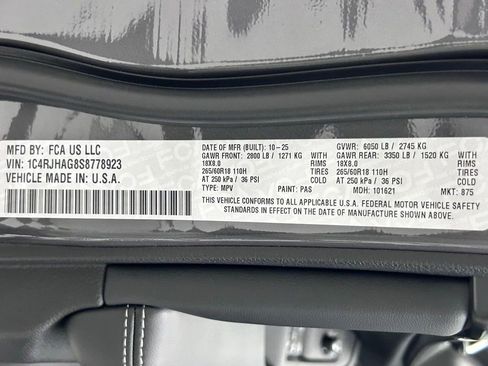 MFD BY: FCA US LLC
VIN: 1C4RJHAG8S8778923
VEHICLE MADE IN: U.S.A.
DATE OF MFR (BUILT): 10-25 GVWR: 6050 LB / 2745 KG
GAWR FRONT: 2800 LB / 1271 KG GAWR REAR: 3350 LB / 1520 KG
18X8.0 RIMS 18X8.0 RIMS
265/60R18 110H TIRES 265/60R18 110H TIRES
AT 250 kPa / 36 PSI COLD AT 250 kPa / 36 PSI COLD
TYPE: MPV PAINT: PAS MDH: 101621 MKT: 875
THIS VEHICLE CONFORMS TO ALL APPLICABLE U.S.A. FEDERAL MOTOR VEHICLE SAFETY
STANDARDS IN EFFECT ON THE DATE OF MANUFACTURE SHOWN ABOVE.